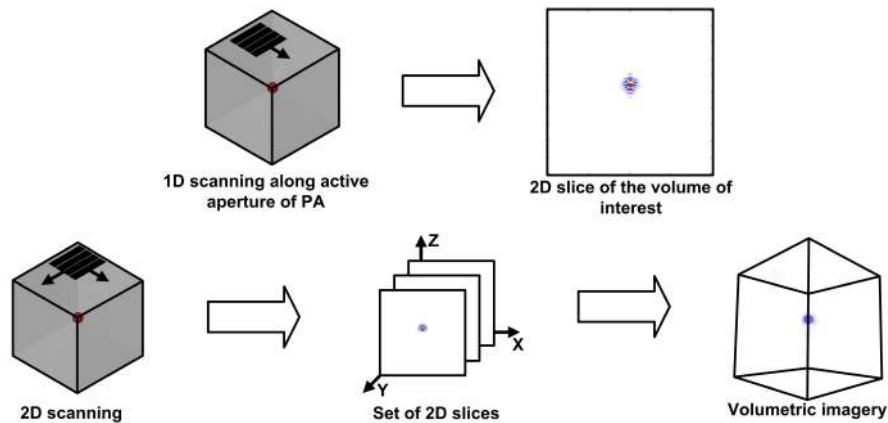 1D scanning along active
aperture of PA
2D slice of the volume of
interest
Z
X
Y
2D scanning
Set of 2D slices
Volumetric imagery